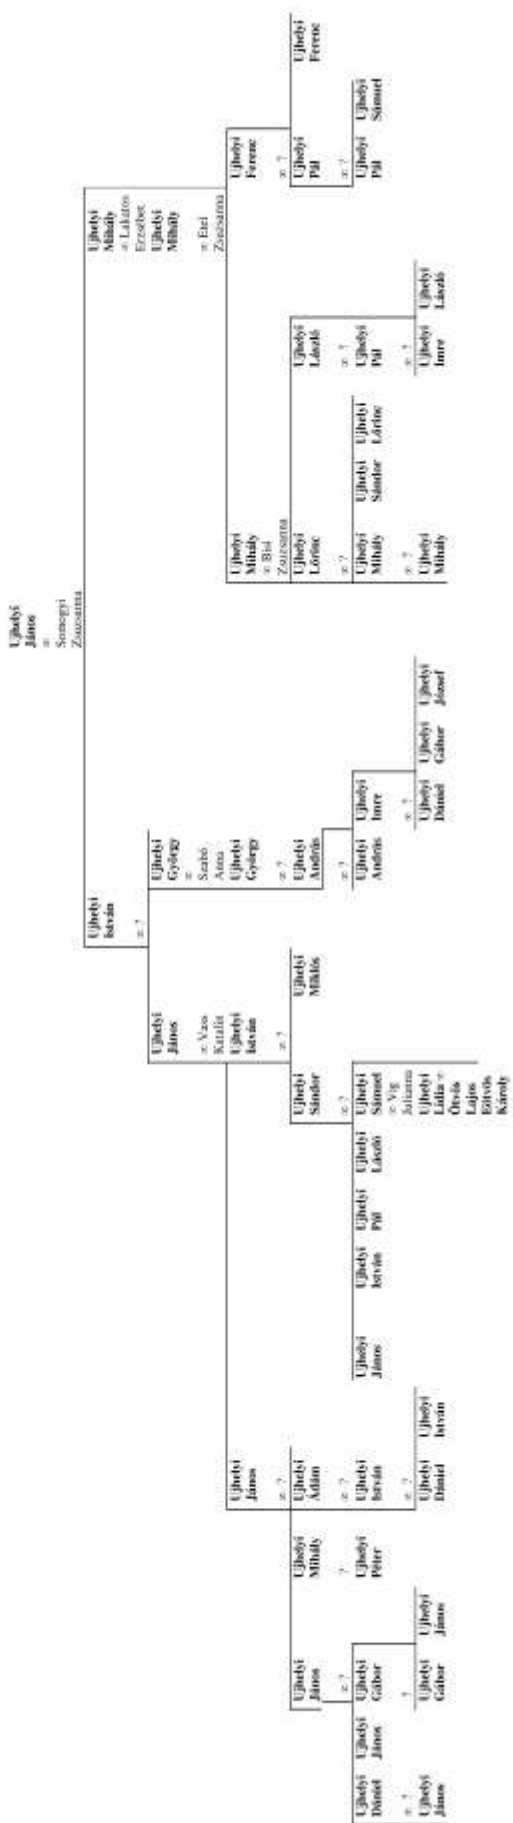 Ujhelyi
János
∞
Somogyi
Zsuzsanna
Ujhelyi
István
∞ ?
Ujhelyi
Mihály
∞ Lakatos
Erzsébet
Ujhelyi
Mihály
∞ Etel
Zsuzsanna
Ujhelyi
János
∞ Vass
Katalin
Ujhelyi
István
∞ ?
Ujhelyi
György
∞
Szabó
Anna
Ujhelyi
György
∞ ?
Ujhelyi
András
∞ ?
Ujhelyi
András
Ujhelyi
Imre
∞ ?
Ujhelyi
Dániel
Ujhelyi
Gábor
Ujhelyi
József
Ujhelyi
Mihály
∞ Bisi
Zsuzsanna
Ujhelyi
Lőrinc
∞ ?
Ujhelyi
Mihály
∞ ?
Ujhelyi
Mihály
Ujhelyi
Sándor
Ujhelyi
Lőrinc
Ujhelyi
László
∞ ?
Ujhelyi
Pál
∞ ?
Ujhelyi
Imre
Ujhelyi
László
Ujhelyi
Ferenc
∞ ?
Ujhelyi
Pál
∞ ?
Ujhelyi
Pál
Ujhelyi
Sámuel
Ujhelyi
Ferenc
Ujhelyi
János
∞ ?
Ujhelyi
Ádám
∞ ?
Ujhelyi
István
∞ ?
Ujhelyi
Dániel
Ujhelyi
István
Ujhelyi
Sándor
∞ ?
Ujhelyi
Miklós
Ujhelyi
János
Ujhelyi
István
Ujhelyi
Pál
Ujhelyi
László
Ujhelyi
Sámuel
∞ Vig
Julianna
Ujhelyi
Lidia ∞
Ötvös
Lajos
Eötvös
Károly
Ujhelyi
János
∞ ?
Ujhelyi
Mihály
?
Ujhelyi
Péter
Ujhelyi
Dániel
∞ ?
Ujhelyi
János
Ujhelyi
János
Ujhelyi
Gábor
?
Ujhelyi
Gábor
Ujhelyi
János